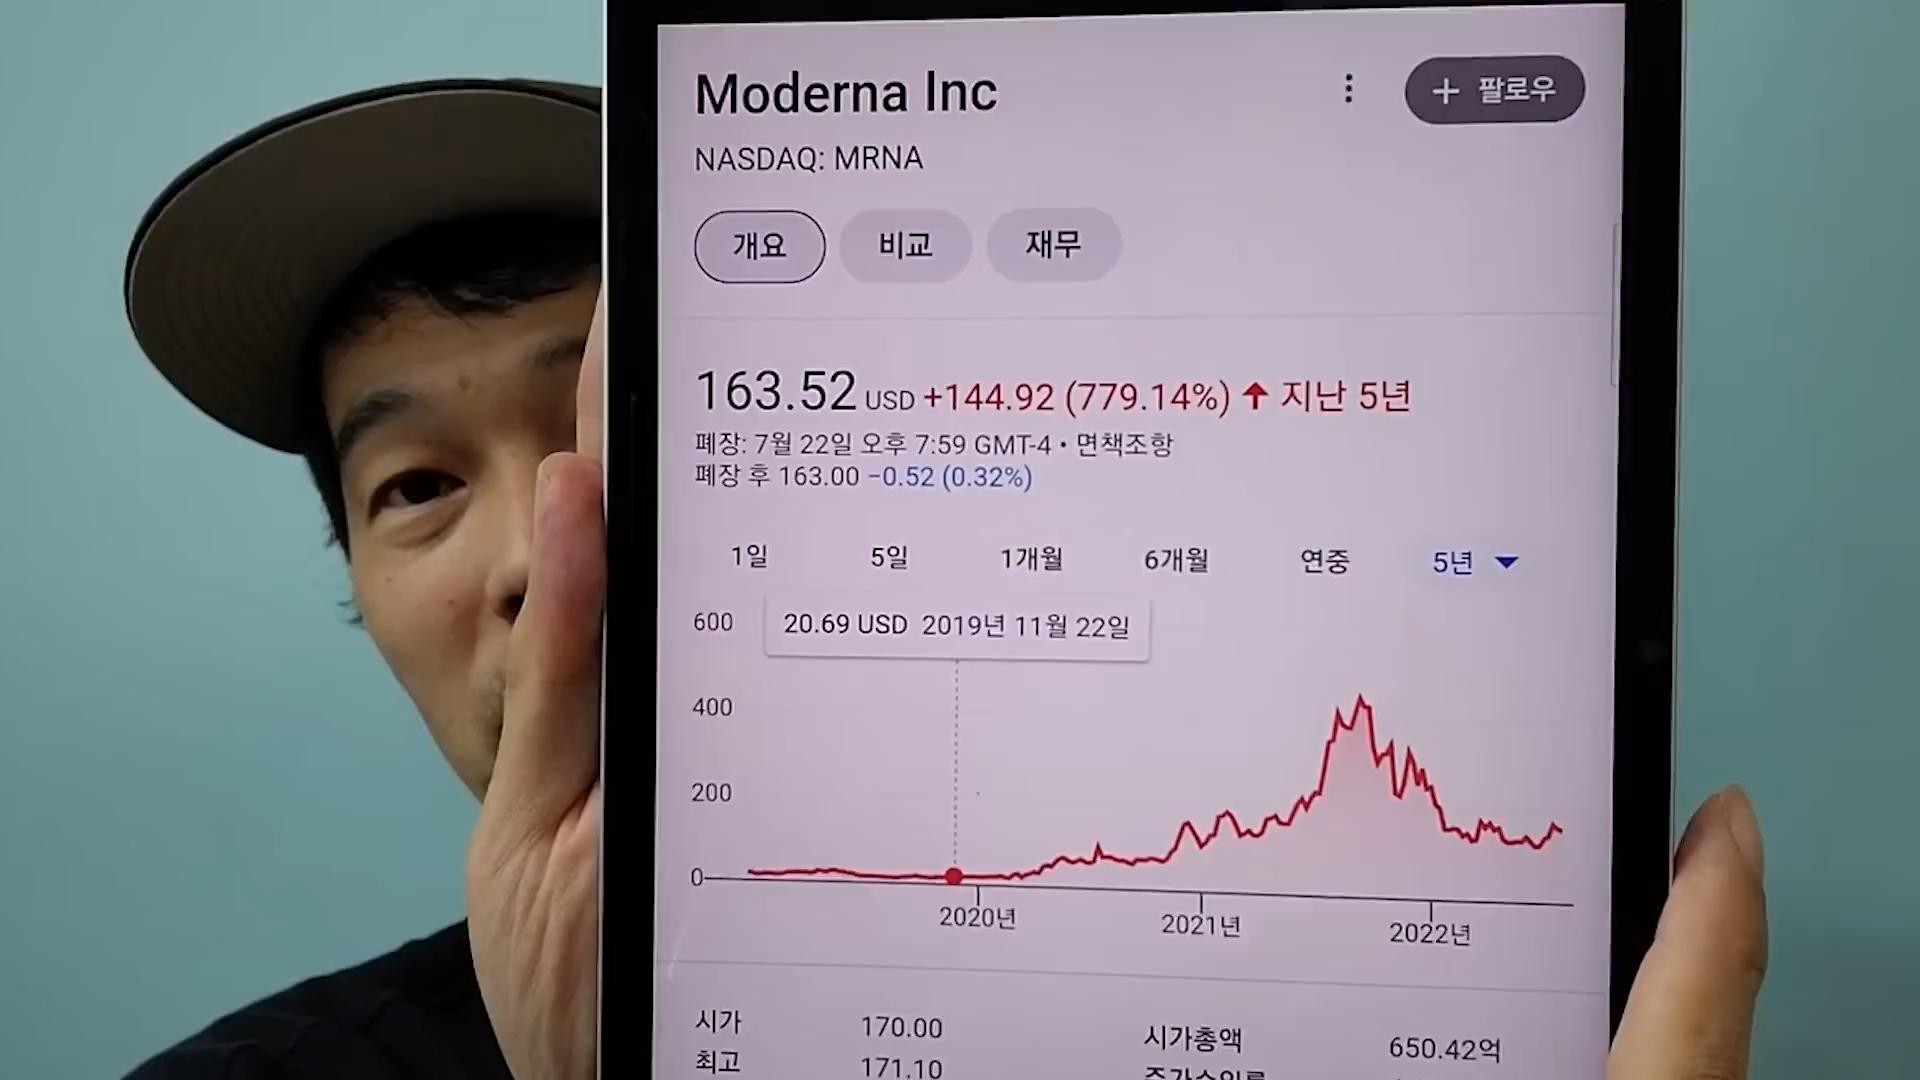 Moderna Inc
+ 팔로우
NASDAQ: MRNA
개요 비교 재무
163.52 USD +144.92 (779.14%) ↑ 지난 5년
폐장: 7월 22일 오후 7:59 GMT-4 • 면책조항
폐장 후 163.00 −0.52 (0.32%)
1일 5일 1개월 6개월 연중 5년
20.69 USD 2019년 11월 22일
600
400
200
0
2020년 2021년 2022년
시가 170.00 시가총액 650.42억
최고 171.10